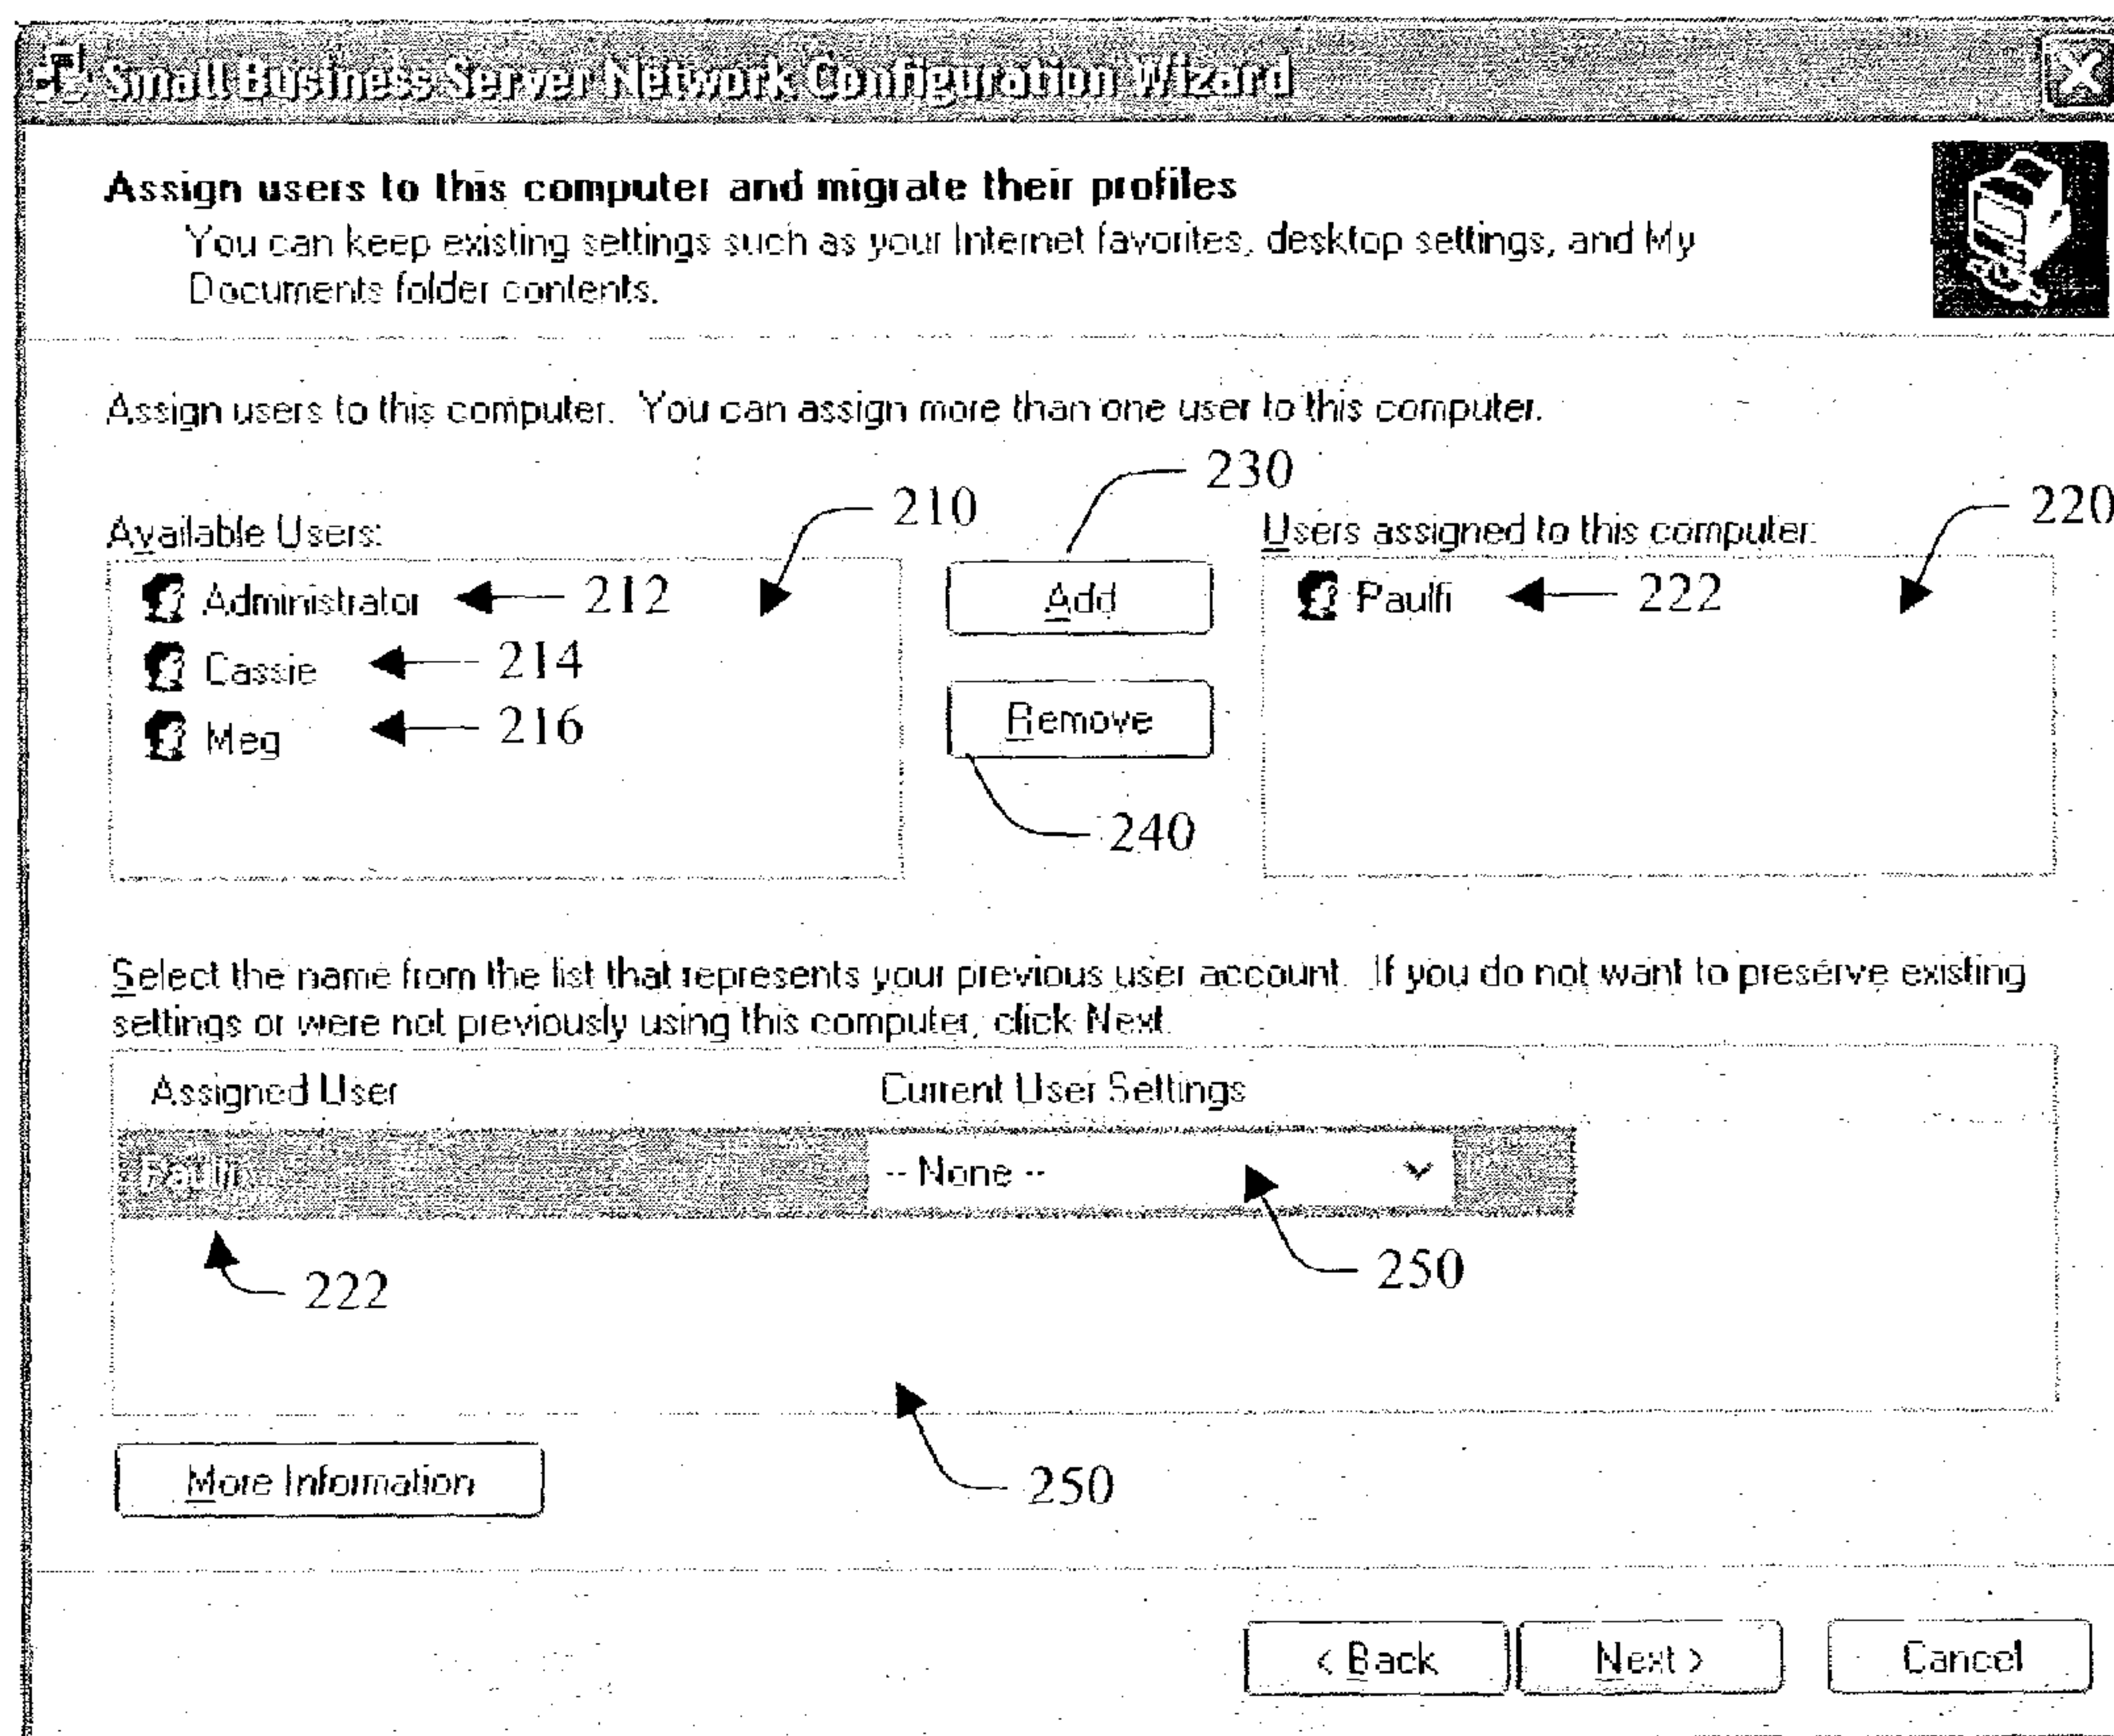 Small Business Server Network Configuration Wizard
Assign users to this computer and migrate their profiles
You can keep existing settings such as your Internet favorites, desktop settings, and My
Documents folder contents.
Assign users to this computer. You can assign more than one user to this computer.
230
210
220
Available Users:
Users assigned to this computer:
Administrator 212
Add
Paulfi 222
Cassie 214
Meg 216
Remove
240
Select the name from the list that represents your previous user account. If you do not want to preserve existing
settings or were not previously using this computer, click Next.
Assigned User Current User Settings
Paulfi -- None --
222
250
250
More Information
< Back Next > Cancel